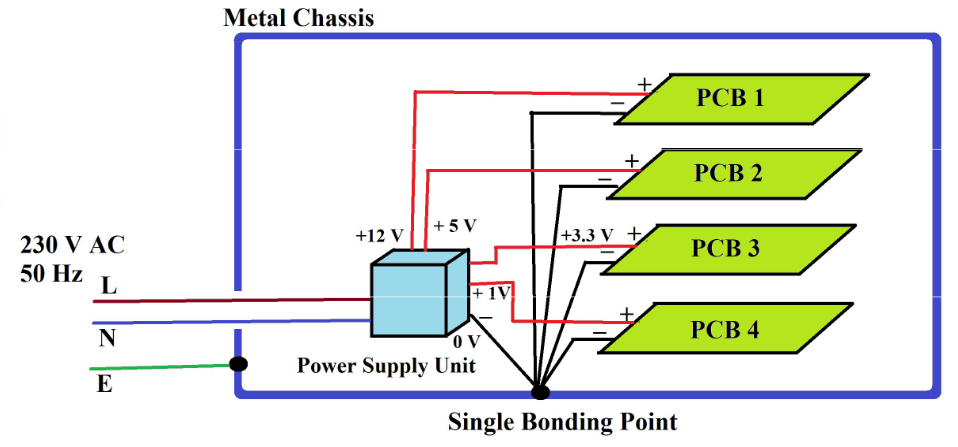 Metal Chassis
+
PCB 1
−
+
PCB 2
−
+12 V
+ 5 V
+3.3 V
+
PCB 3
−
230 V AC
50 Hz
L
+ 1V
+
PCB 4
−
−
N
0 V
Power Supply Unit
E
Single Bonding Point